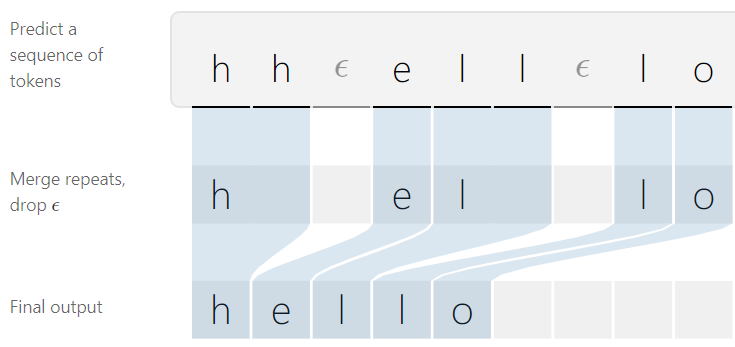 Predict a
sequence of
tokens
h h ϵ e l l ϵ l o
Merge repeats,
drop ϵ
h e l l o
Final output
h e l l o